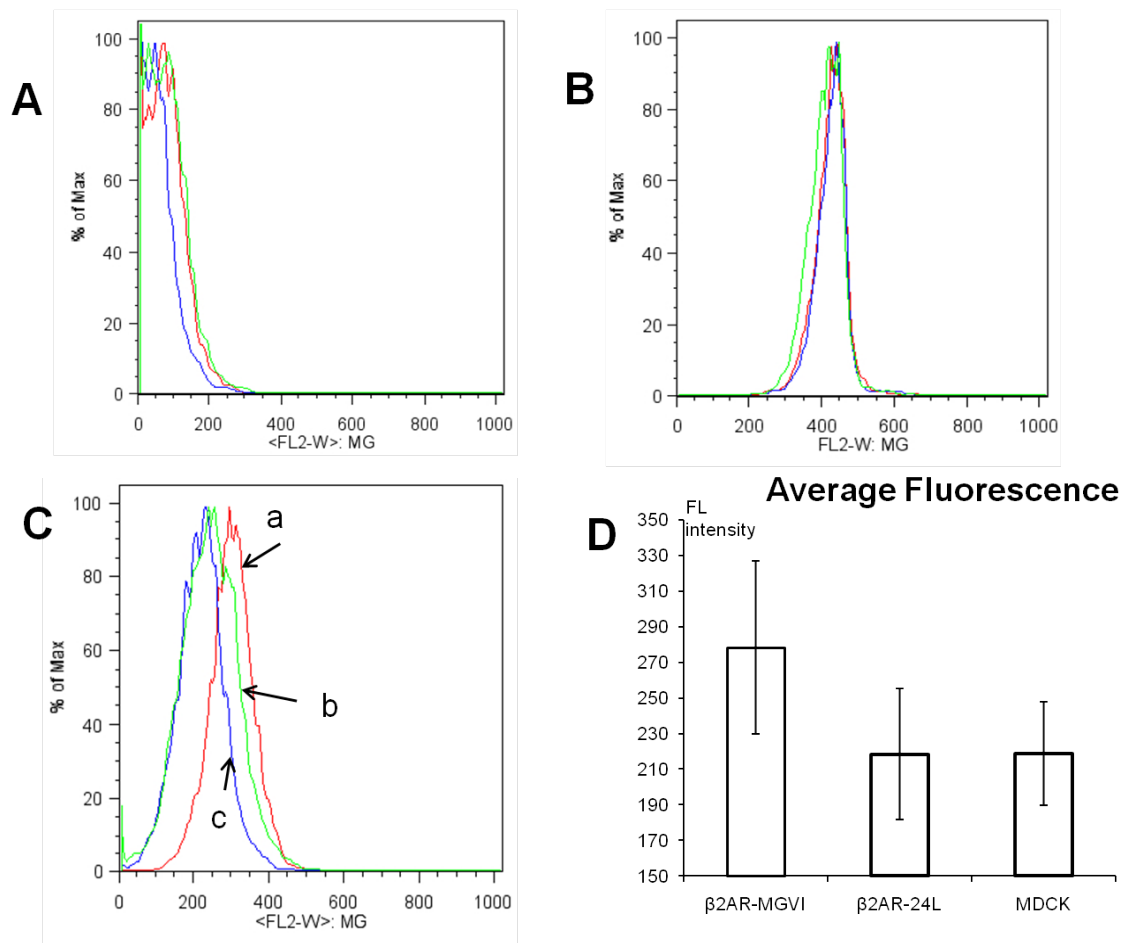 A
% of Max
100
80
60
40
20
0
0 200 400 600 800 1000
<FL2-W>: MG
B
% of Max
100
80
60
40
20
0
0 200 400 600 800 1000
FL2-W: MG
C
% of Max
100
80
60
40
20
0
0 200 400 600 800 1000
<FL2-W>: MG
a
b
c
Average Fluorescence
D
FL
intensity
350
330
310
290
270
250
230
210
190
170
150
β2AR-MGVI β2AR-24L MDCK